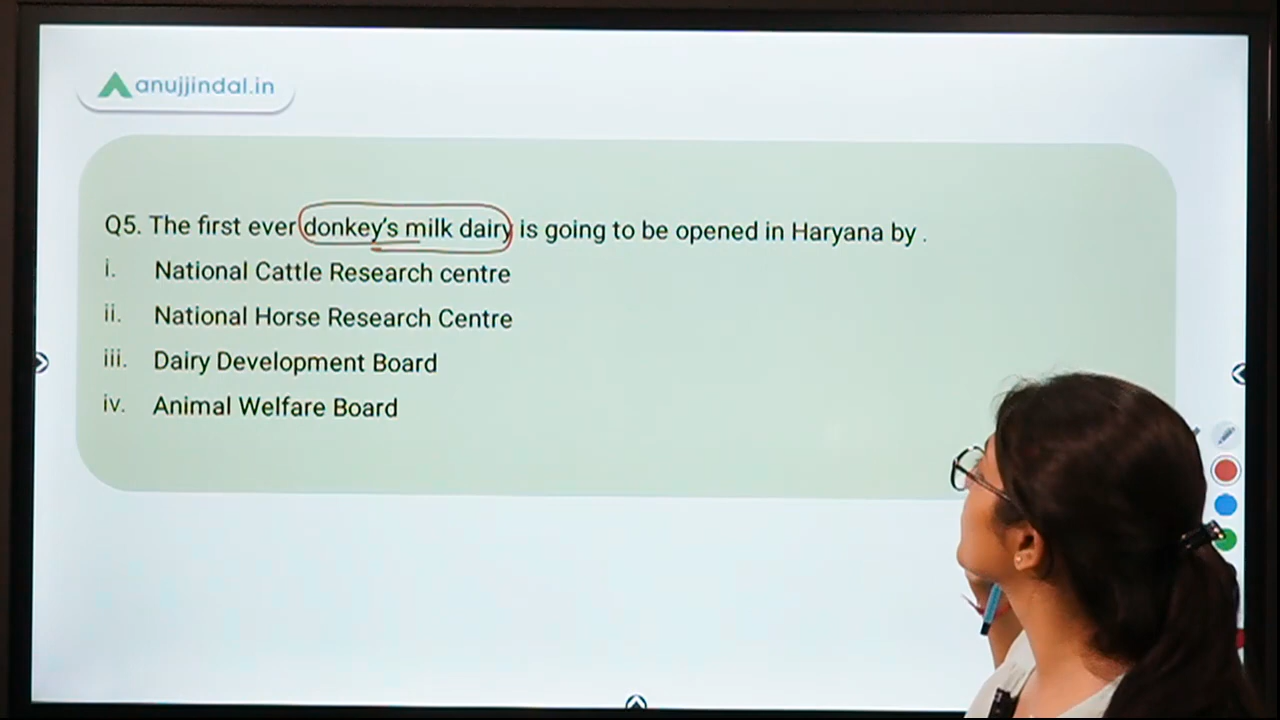 anujjindal.in
Q5. The first ever donkey's milk dairy is going to be opened in Haryana by .
i. National Cattle Research centre
ii. National Horse Research Centre
iii. Dairy Development Board
iv. Animal Welfare Board